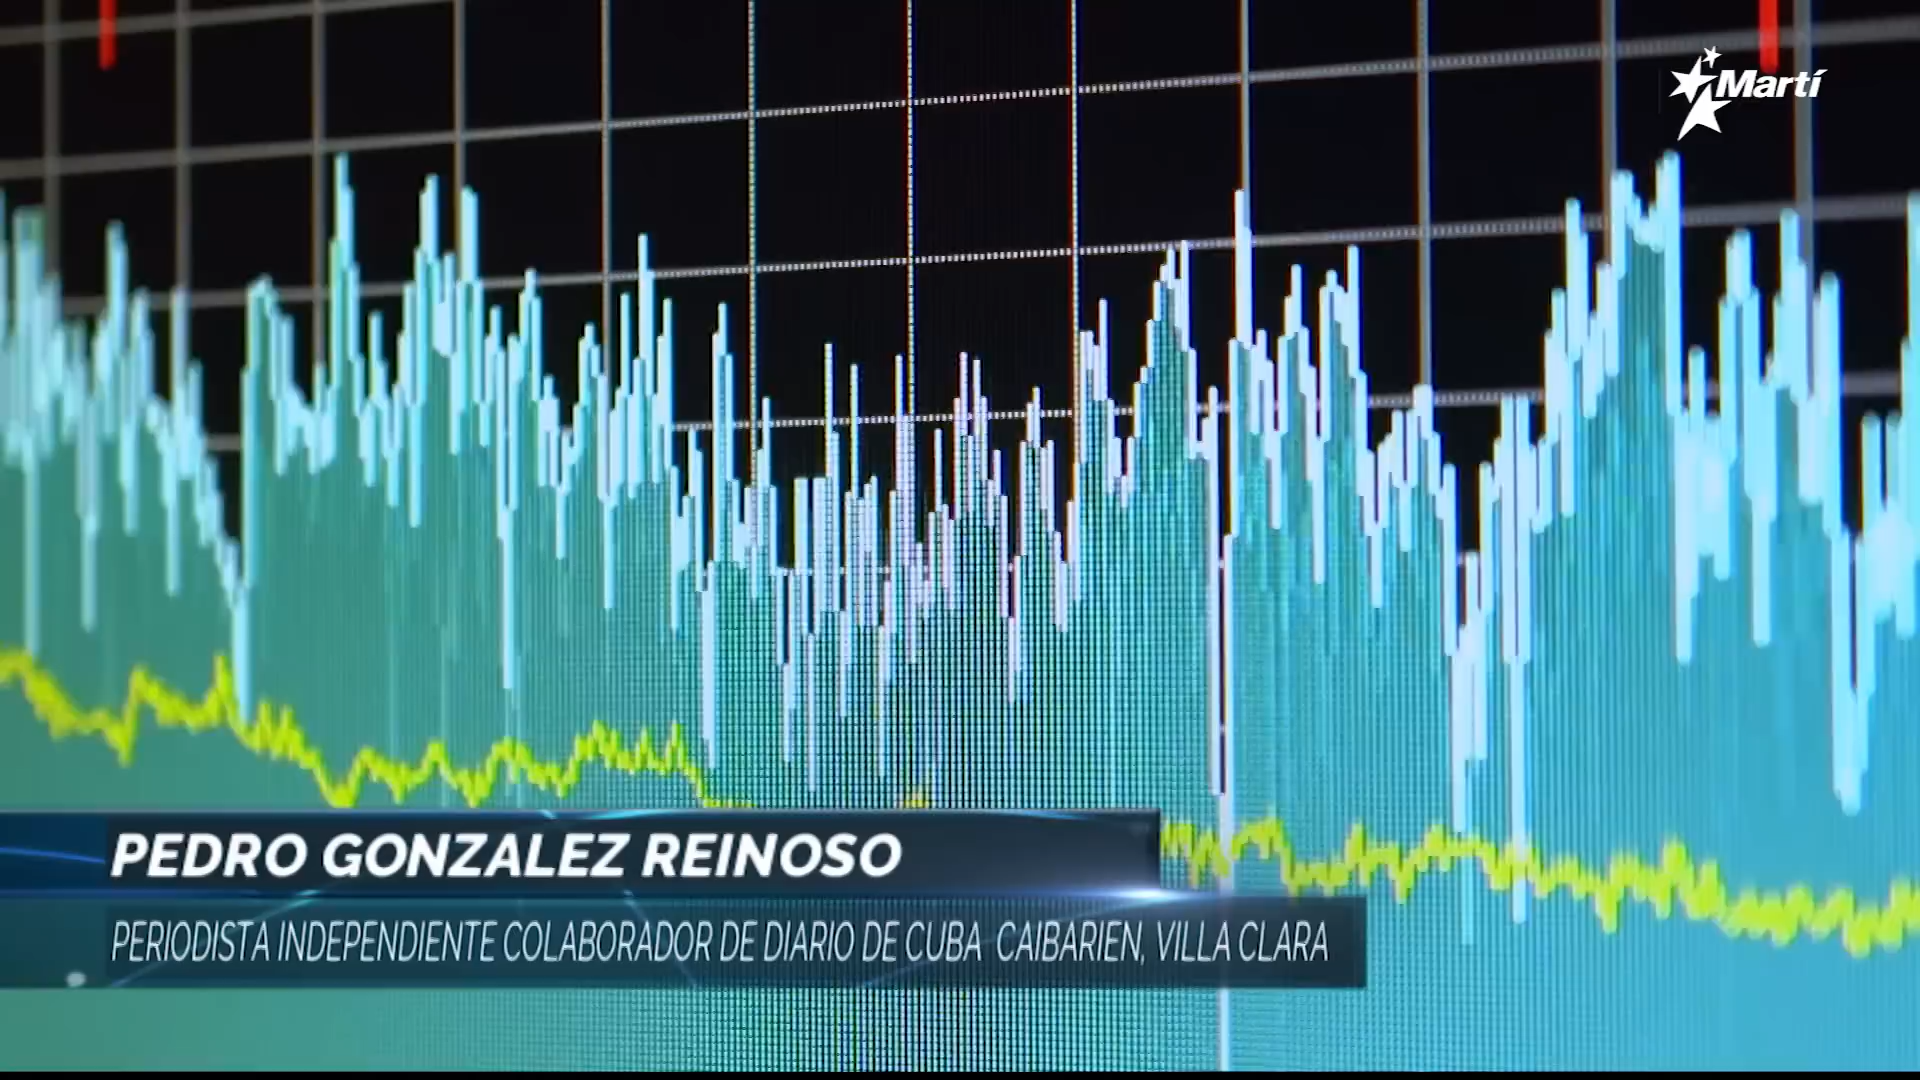 Martí
PEDRO GONZALEZ REINOSO
PERIODISTA INDEPENDIENTE COLABORADOR DE DIARIO DE CUBA CAIBARIEN, VILLA CLARA